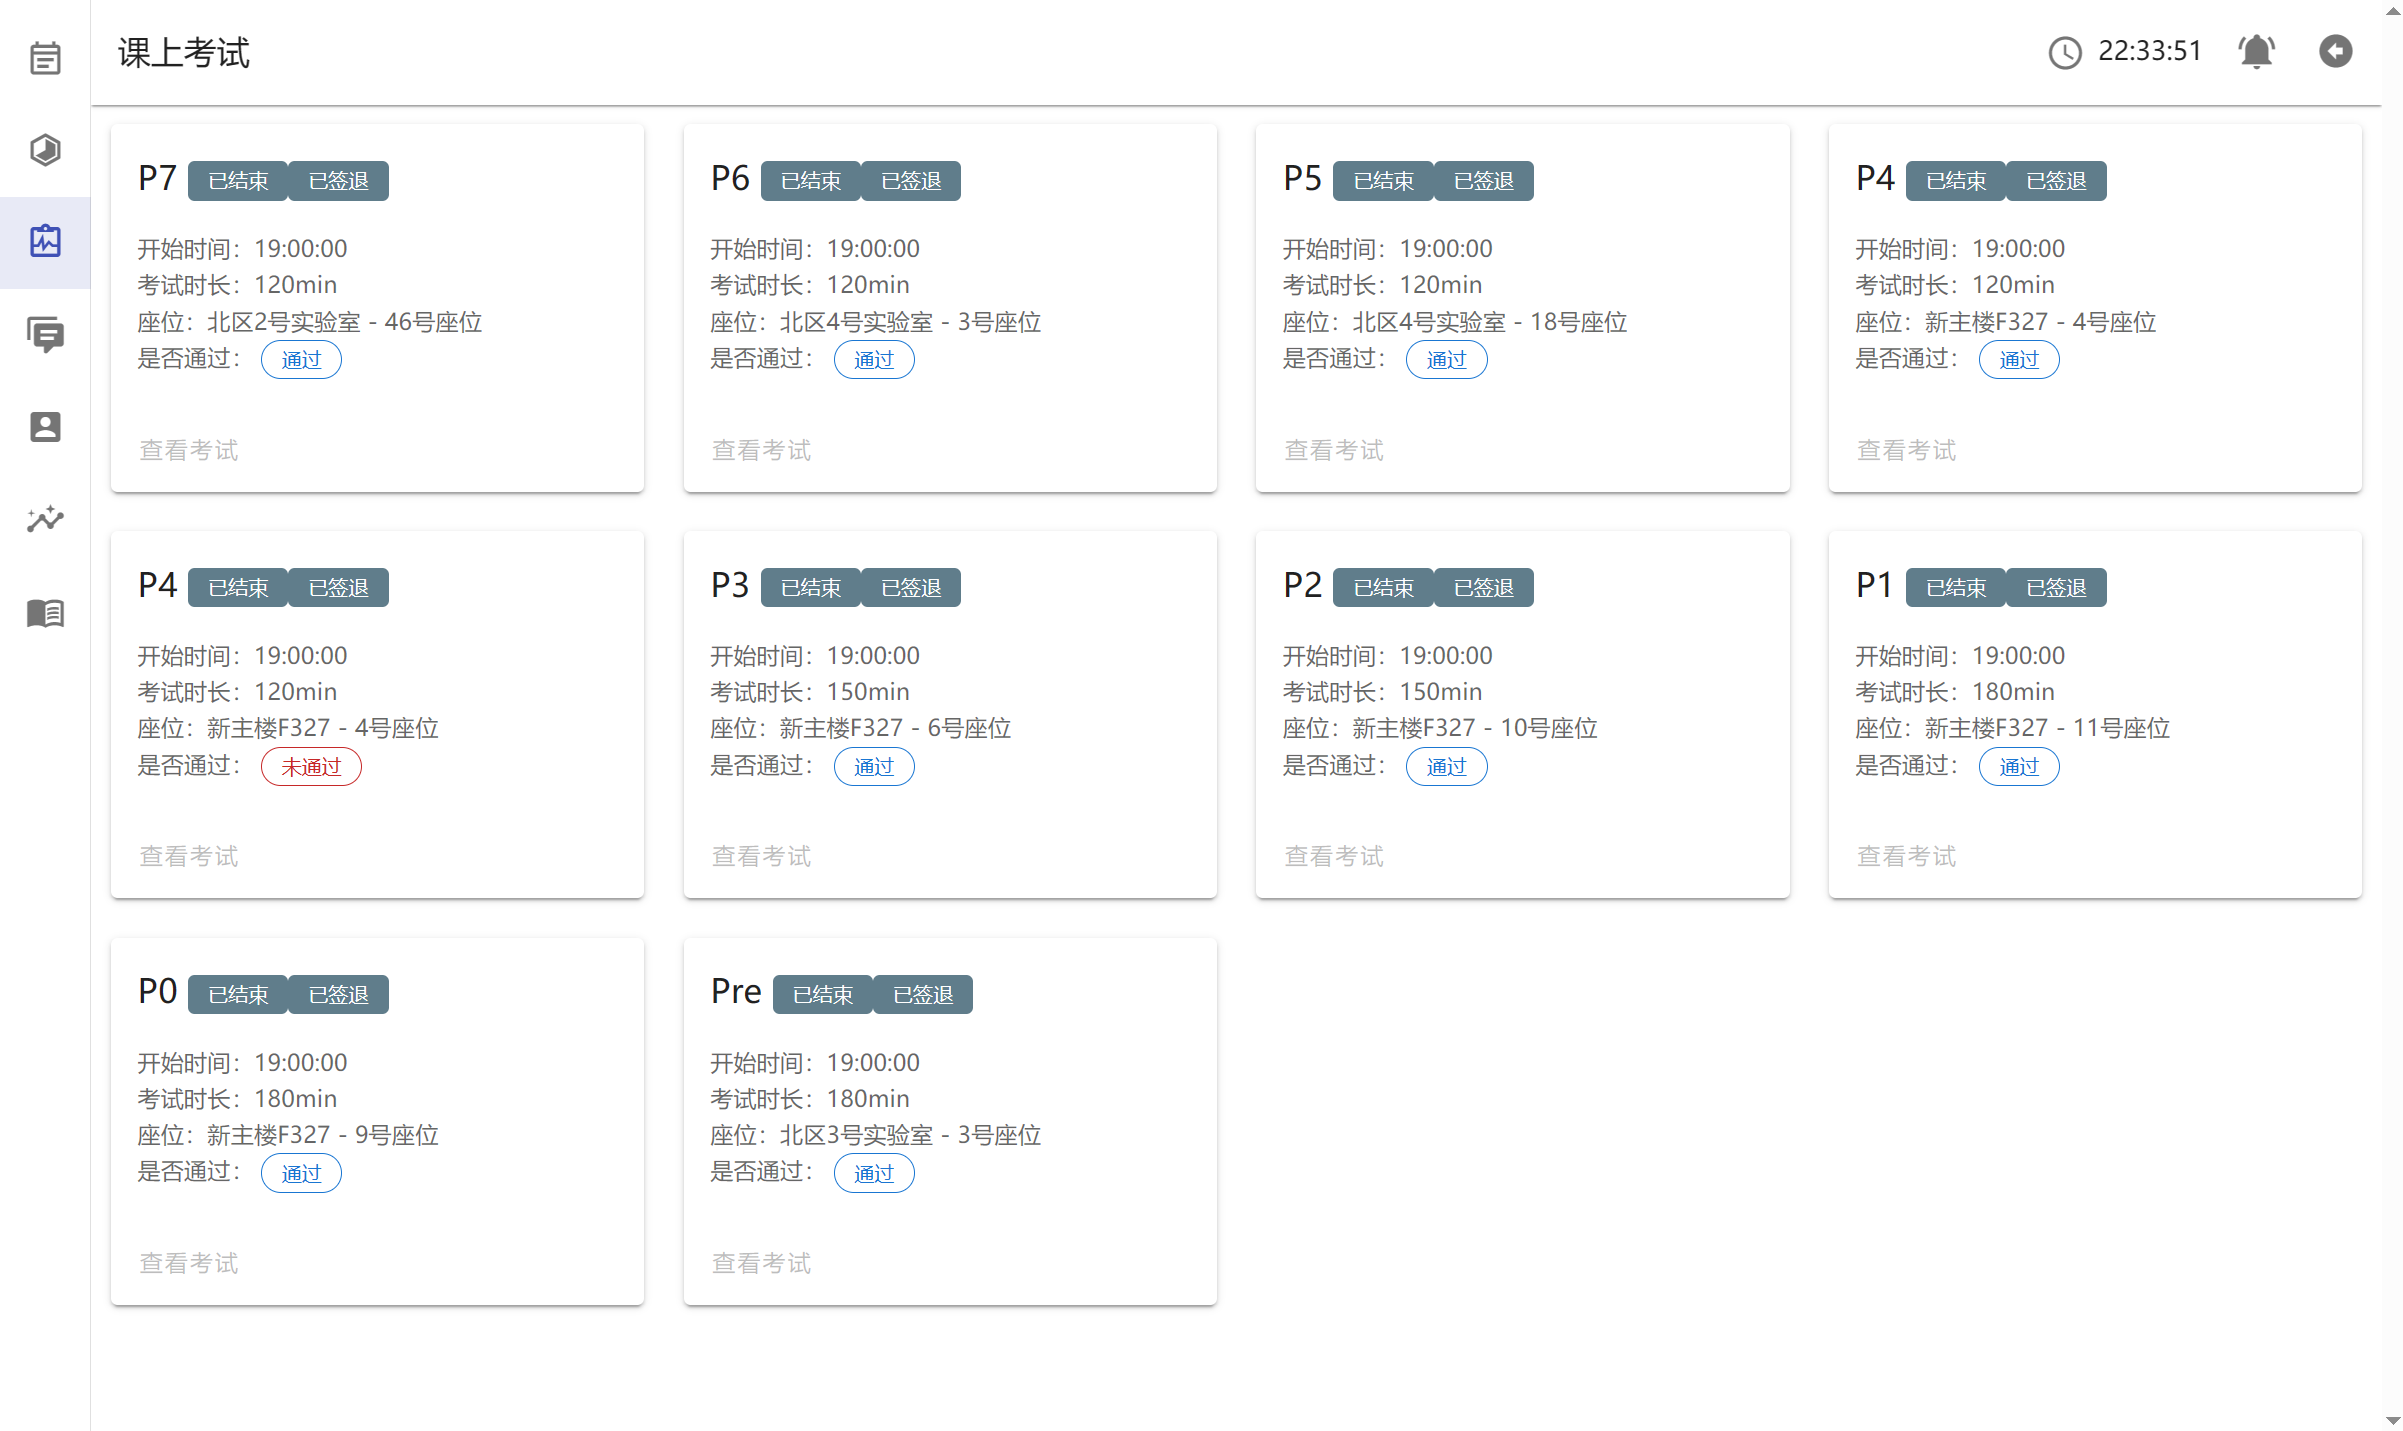 课上考试
22:33:51
P7 已结束 已签退
开始时间：19:00:00
考试时长：120min
座位：北区2号实验室 - 46号座位
是否通过： 通过
查看考试
P6 已结束 已签退
开始时间：19:00:00
考试时长：120min
座位：北区4号实验室 - 3号座位
是否通过： 通过
查看考试
P5 已结束 已签退
开始时间：19:00:00
考试时长：120min
座位：北区4号实验室 - 18号座位
是否通过： 通过
查看考试
P4 已结束 已签退
开始时间：19:00:00
考试时长：120min
座位：新主楼F327 - 4号座位
是否通过： 通过
查看考试
P4 已结束 已签退
开始时间：19:00:00
考试时长：120min
座位：新主楼F327 - 4号座位
是否通过： 未通过
查看考试
P3 已结束 已签退
开始时间：19:00:00
考试时长：150min
座位：新主楼F327 - 6号座位
是否通过： 通过
查看考试
P2 已结束 已签退
开始时间：19:00:00
考试时长：150min
座位：新主楼F327 - 10号座位
是否通过： 通过
查看考试
P1 已结束 已签退
开始时间：19:00:00
考试时长：180min
座位：新主楼F327 - 11号座位
是否通过： 通过
查看考试
P0 已结束 已签退
开始时间：19:00:00
考试时长：180min
座位：新主楼F327 - 9号座位
是否通过： 通过
查看考试
Pre 已结束 已签退
开始时间：19:00:00
考试时长：180min
座位：北区3号实验室 - 3号座位
是否通过： 通过
查看考试